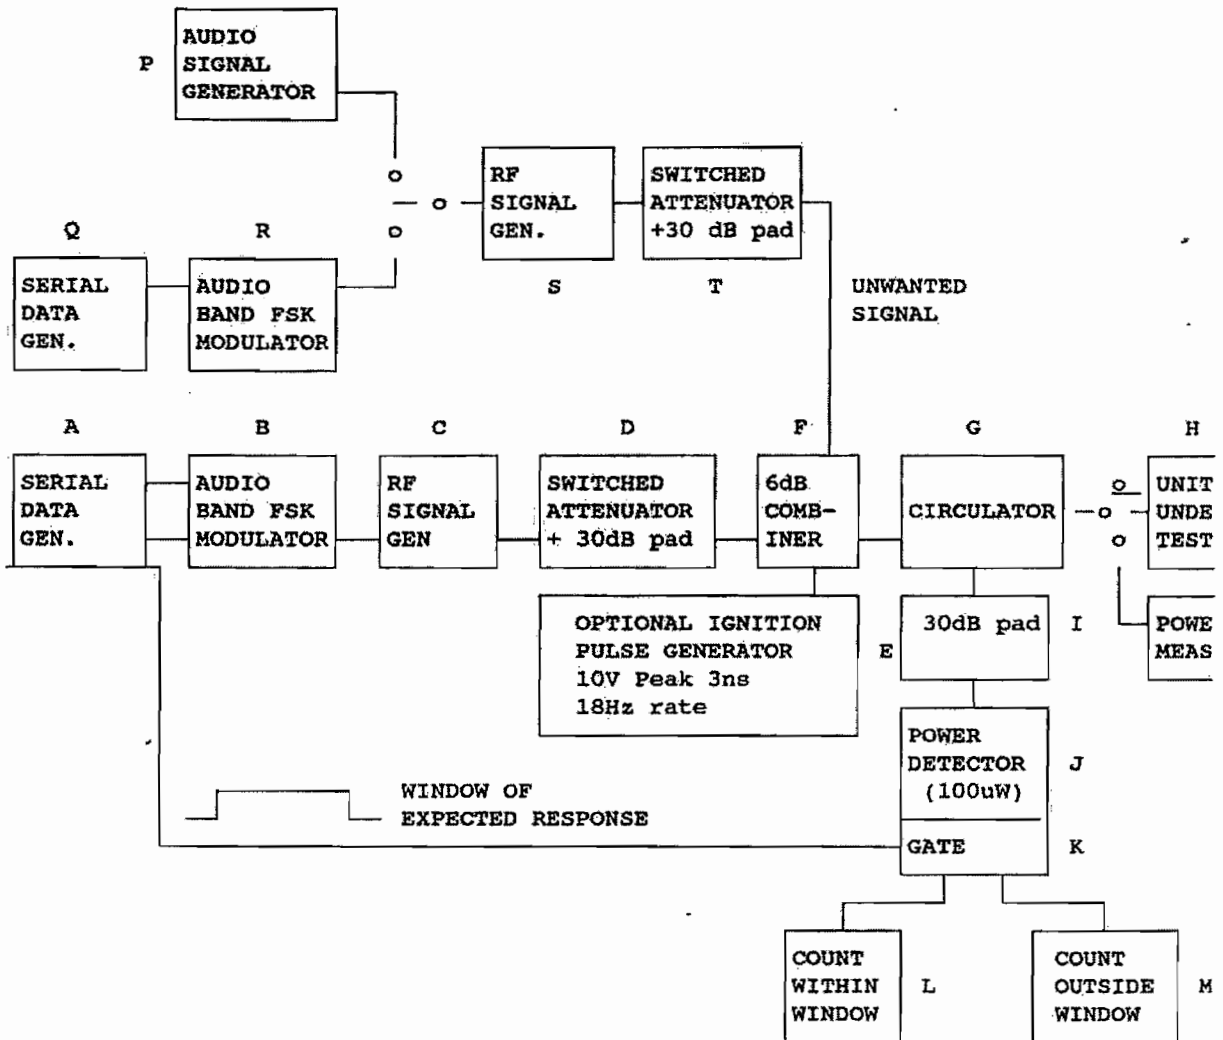 P
AUDIO
SIGNAL
GENERATOR
RF
SIGNAL
GEN.
S
SWITCHED
ATTENUATOR
+30 dB pad
T
UNWANTED
SIGNAL
Q
SERIAL
DATA
GEN.
R
AUDIO
BAND FSK
MODULATOR
A
SERIAL
DATA
GEN.
B
AUDIO
BAND FSK
MODULATOR
C
RF
SIGNAL
GEN
D
SWITCHED
ATTENUATOR
+ 30dB pad
F
6dB
COMB-
INER
G
CIRCULATOR
H
UNIT
UNDE
TEST
OPTIONAL IGNITION
PULSE GENERATOR
10V Peak 3ns
18Hz rate
E
30dB pad
I
POWE
MEAS
POWER
DETECTOR
(100uW)
J
WINDOW OF
EXPECTED RESPONSE
GATE
K
COUNT
WITHIN
WINDOW
L
COUNT
OUTSIDE
WINDOW
M